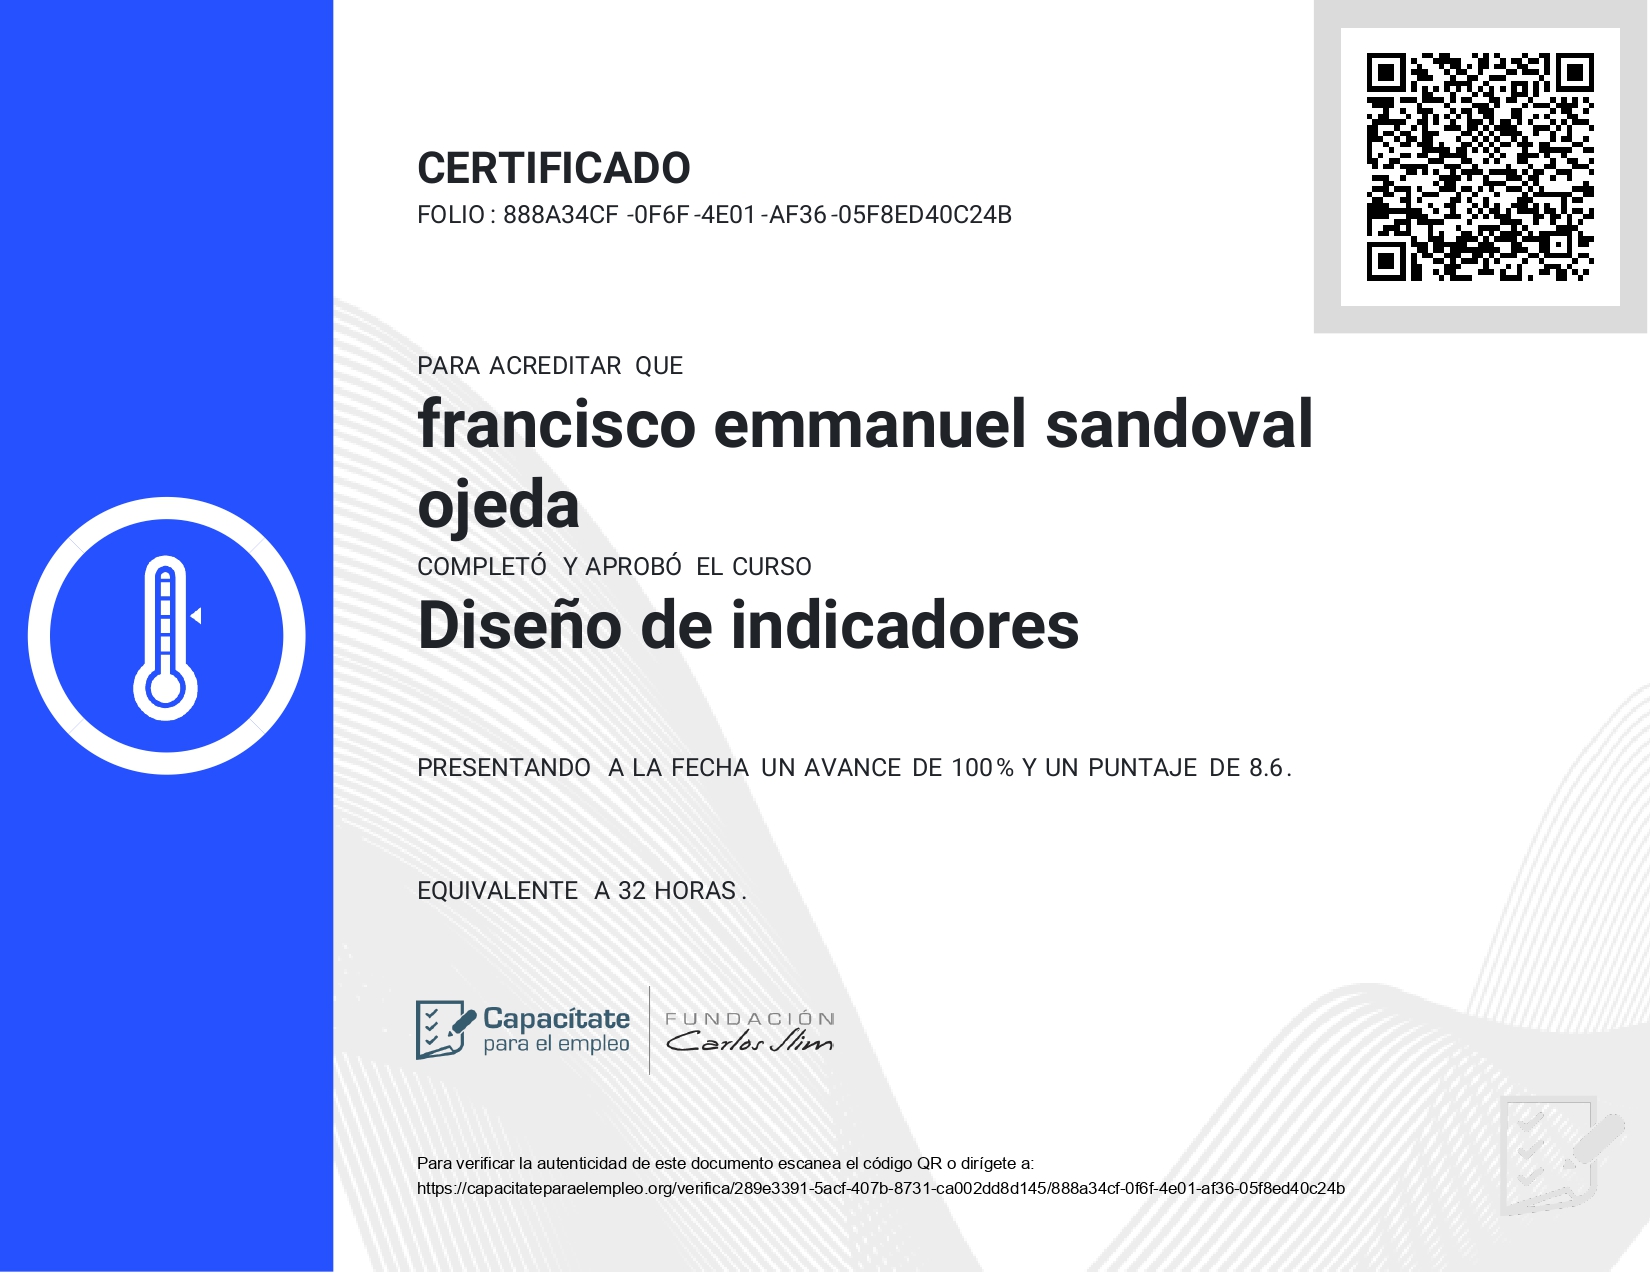 CERTIFICADO
FOLIO : 888A34CF -0F6F -4E01 -AF36 -05F8ED40C24B
PARA ACREDITAR QUE
francisco emmanuel sandoval
ojeda
COMPLETÓ Y APROBÓ EL CURSO
Diseño de indicadores
PRESENTANDO A LA FECHA UN AVANCE DE 100% Y UN PUNTAJE DE 8.6.
EQUIVALENTE A 32 HORAS.
Capacítate
para el empleo
FUNDACIÓN
Carlos Slim
Para verificar la autenticidad de este documento escanea el código QR o dirígete a:
https://capacitateparaelempleo.org/verifica/289e3391-5acf-407b-8731-ca002dd8d145/888a34cf-0f6f-4e01-af36-05f8ed40c24b